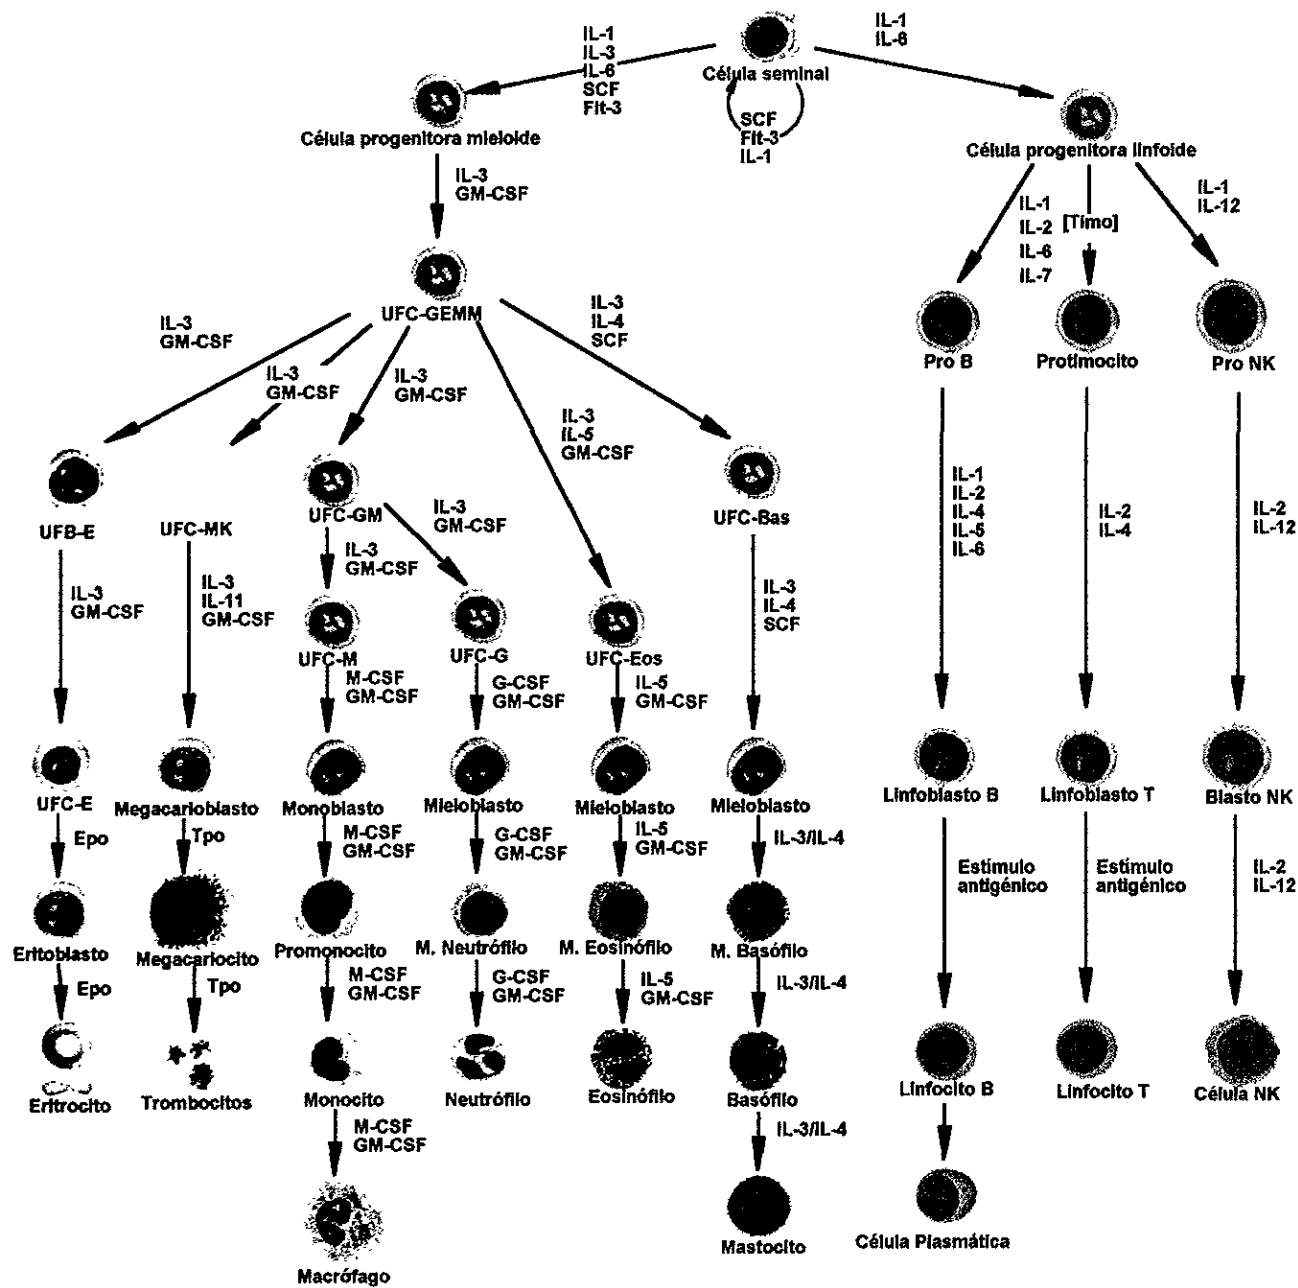 IL-1
IL-3
IL-6
SCF
Flt-3
Célula seminal
SCF
Flt-3
IL-1
IL-1
IL-6
Célula progenitora mieloide
Célula progenitora linfoide
IL-3
GM-CSF
UFC-GEMM
IL-1
IL-2
IL-6
IL-7
[Timo]
IL-1
IL-12
IL-3
GM-CSF
IL-3
GM-CSF
IL-3
GM-CSF
IL-3
IL-5
GM-CSF
IL-3
IL-4
SCF
Pro B
Protimocito
Pro NK
UFB-E
UFC-MK
UFC-GM
UFC-Bas
IL-3
GM-CSF
IL-3
IL-11
GM-CSF
IL-3
GM-CSF
IL-3
GM-CSF
IL-3
IL-4
SCF
IL-1
IL-2
IL-4
IL-5
IL-6
IL-2
IL-4
IL-2
IL-12
UFC-M
UFC-G
UFC-Eos
M-CSF
GM-CSF
G-CSF
GM-CSF
IL-5
GM-CSF
UFC-E
Megacarioblasto
Monoblasto
Mieloblasto
Mieloblasto
Mieloblasto
Linfoblasto B
Linfoblasto T
Blasto NK
Epo
Tpo
M-CSF
GM-CSF
G-CSF
GM-CSF
IL-5
GM-CSF
IL-3/IL-4
Estímulo
antigénico
Estímulo
antigénico
IL-2
IL-12
Eritoblasto
Megacariocito
Promonocito
M. Neutrófilo
M. Eosinófilo
M. Basófilo
Epo
Tpo
M-CSF
GM-CSF
G-CSF
GM-CSF
IL-5
GM-CSF
IL-3/IL-4
Eritrocito
Trombocitos
Monocito
Neutrófilo
Eosinófilo
Basófilo
Linfocito B
Linfocito T
Célula NK
M-CSF
GM-CSF
IL-3/IL-4
Macrófago
Mastocito
Célula Plasmática